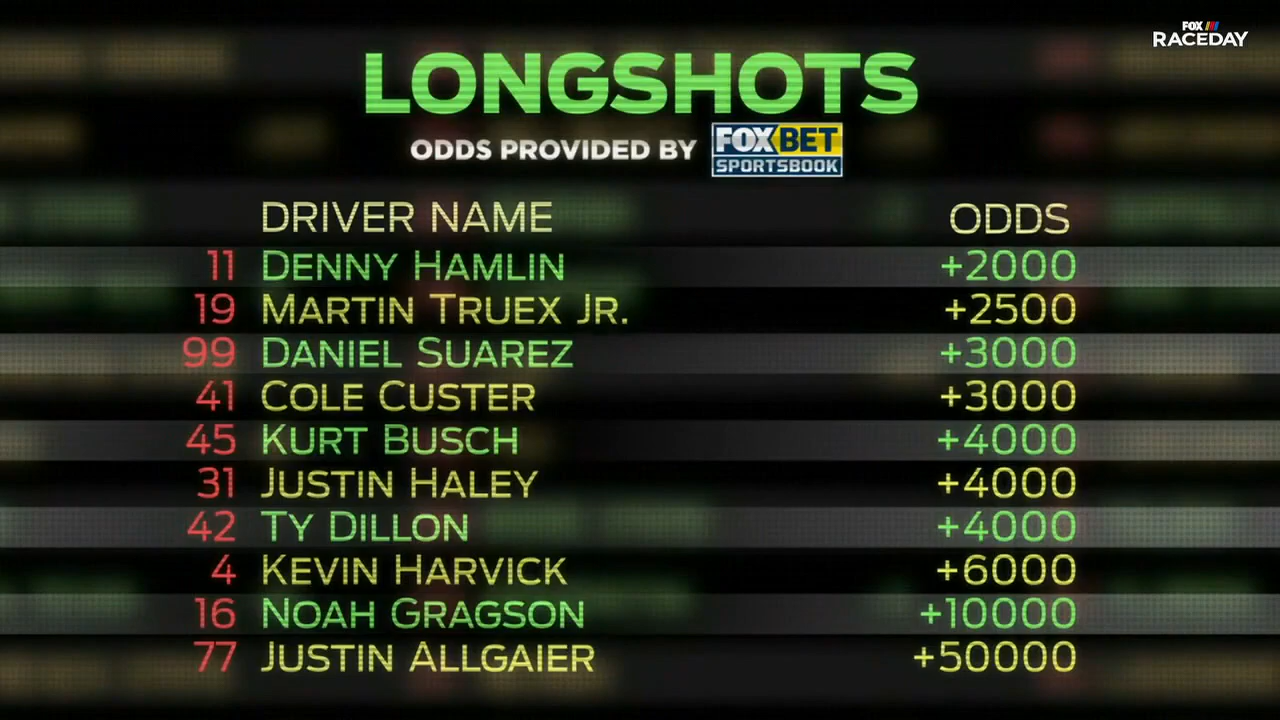 FOX
RACEDAY
LONGSHOTS
ODDS PROVIDED BY FOX BET
SPORTSBOOK
DRIVER NAME ODDS
11 DENNY HAMLIN +2000
19 MARTIN TRUEX JR. +2500
99 DANIEL SUAREZ +3000
41 COLE CUSTER +3000
45 KURT BUSCH +4000
31 JUSTIN HALEY +4000
42 TY DILLON +4000
4 KEVIN HARVICK +6000
16 NOAH GRAGSON +10000
77 JUSTIN ALLGAIER +50000